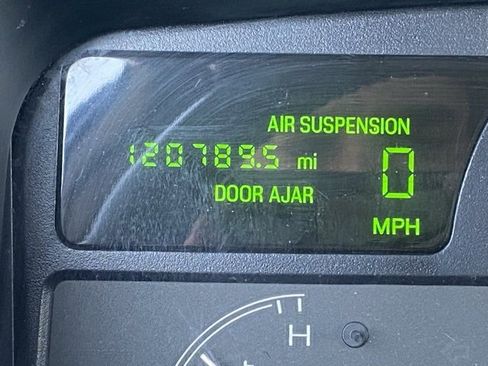 AIR SUSPENSION
120789.5 mi 0
DOOR AJAR
MPH
H